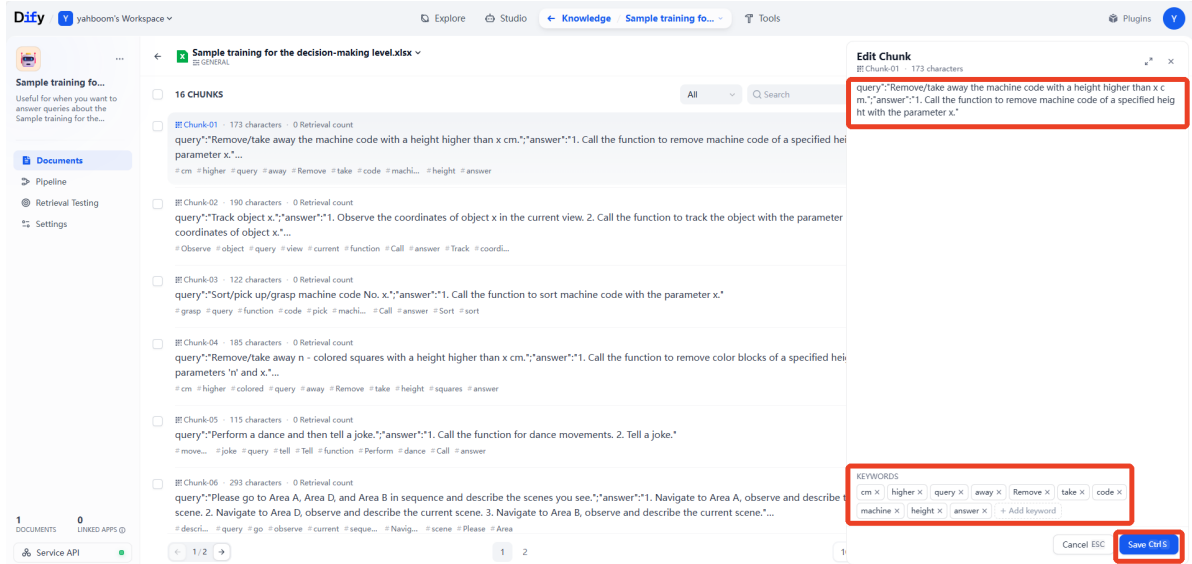 Dify / Y yahboom's Workspace
Explore
Studio
Knowledge / Sample training fo...
Tools
Plugins
Y
Sample training fo...
Useful for when you want to
answer queries about the
Sample training for the...
Documents
Pipeline
Retrieval Testing
Settings
1
DOCUMENTS
0
LINKED APPS
Service API
Sample training for the decision-making level.xlsx
GENERAL
16 CHUNKS
All
Search
Chunk-01 · 173 characters · 0 Retrieval count
query":"Remove/take away the machine code with a height higher than x cm.";"answer":"1. Call the function to remove machine code of a specified hei
parameter x."...
# cm # higher # query # away # Remove # take # code # machi... # height # answer
Chunk-02 · 190 characters · 0 Retrieval count
query":"Track object x.";"answer":"1. Observe the coordinates of object x in the current view. 2. Call the function to track the object with the parameter
coordinates of object x."...
# Observe # object # query # view # current # function # Call # answer # Track # coordi...
Chunk-03 · 122 characters · 0 Retrieval count
query":"Sort/pick up/grasp machine code No. x.";"answer":"1. Call the function to sort machine code with the parameter x."
# grasp # query # function # code # pick # machi... # Call # answer # Sort # sort
Chunk-04 · 185 characters · 0 Retrieval count
query":"Remove/take away n - colored squares with a height higher than x cm.";"answer":"1. Call the function to remove color blocks of a specified hei
parameters 'n' and x."...
# cm # higher # colored # query # away # Remove # take # height # squares # answer
Chunk-05 · 115 characters · 0 Retrieval count
query":"Perform a dance and then tell a joke.";"answer":"1. Call the function for dance movements. 2. Tell a joke."
# move... # joke # query # tell # Tell # function # Perform # dance # Call # answer
Chunk-06 · 293 characters · 0 Retrieval count
query":"Please go to Area A, Area D, and Area B in sequence and describe the scenes you see.";"answer":"1. Navigate to Area A, observe and describe t
scene. 2. Navigate to Area D, observe and describe the current scene. 3. Navigate to Area B, observe and describe the current scene."...
# descri... # query # go # observe # current # seque... # Navig... # scene # Please # Area
1 / 2
1 2
Edit Chunk
Chunk-01 · 173 characters
query":"Remove/take away the machine code with a height higher than x c
m.";"answer":"1. Call the function to remove machine code of a specified heig
ht with the parameter x."
KEYWORDS
cm × higher × query × away × Remove × take × code ×
machine × height × answer × + Add keyword
Cancel ESC
Save Ctrl S